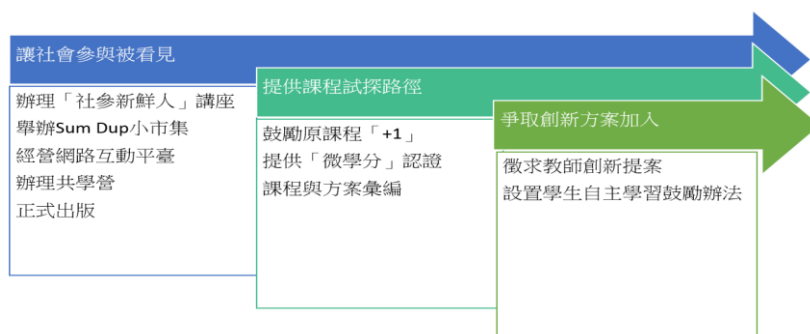 讓社會參與被看見
辦理「社參新鮮人」講座
舉辦Sum Dup小市集
經營網路互動平臺
辦理共學營
正式出版
提供課程試探路徑
鼓勵原課程「+1」
提供「微學分」認證
課程與方案彙編
爭取創新方案加入
徵求教師創新提案
設置學生自主學習鼓勵辦法